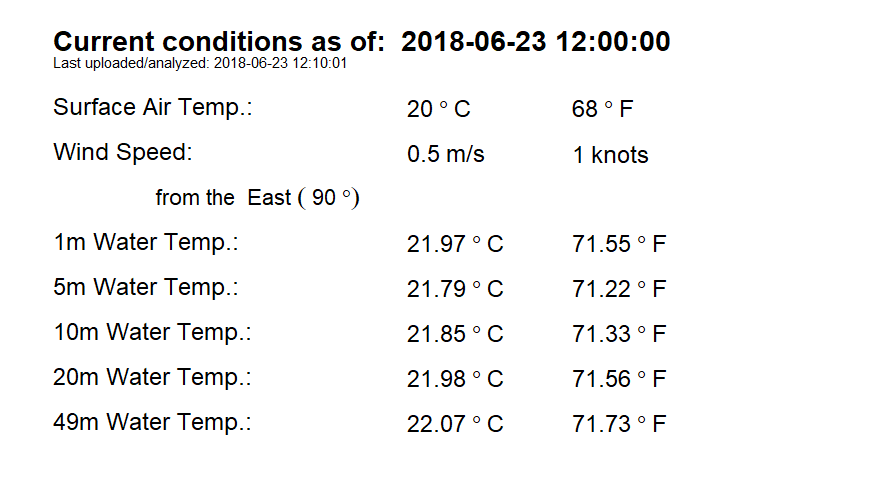 Current conditions as of: 2018-06-23 12:00:00
Last uploaded/analyzed: 2018-06-23 12:10:01
Surface Air Temp.: 20 ° C 68 ° F
Wind Speed: 0.5 m/s 1 knots
from the East ( 90 °)
1m Water Temp.: 21.97 ° C 71.55 ° F
5m Water Temp.: 21.79 ° C 71.22 ° F
10m Water Temp.: 21.85 ° C 71.33 ° F
20m Water Temp.: 21.98 ° C 71.56 ° F
49m Water Temp.: 22.07 ° C 71.73 ° F